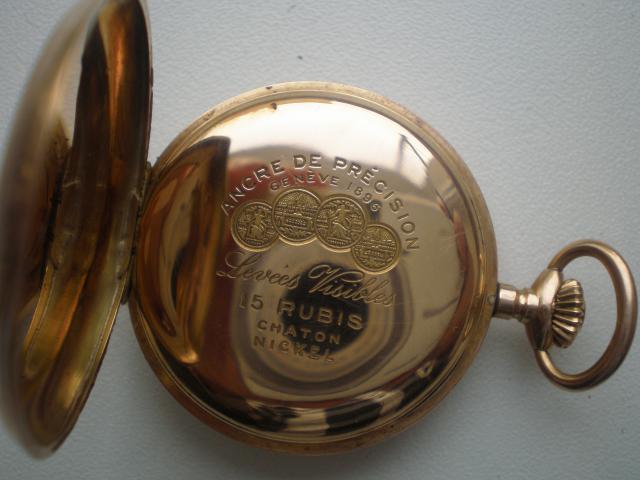 ANCRE DE PRÉCISION
GENÈVE 1896
Levées Visibles
15 RUBIS
CHATON
NICKEL